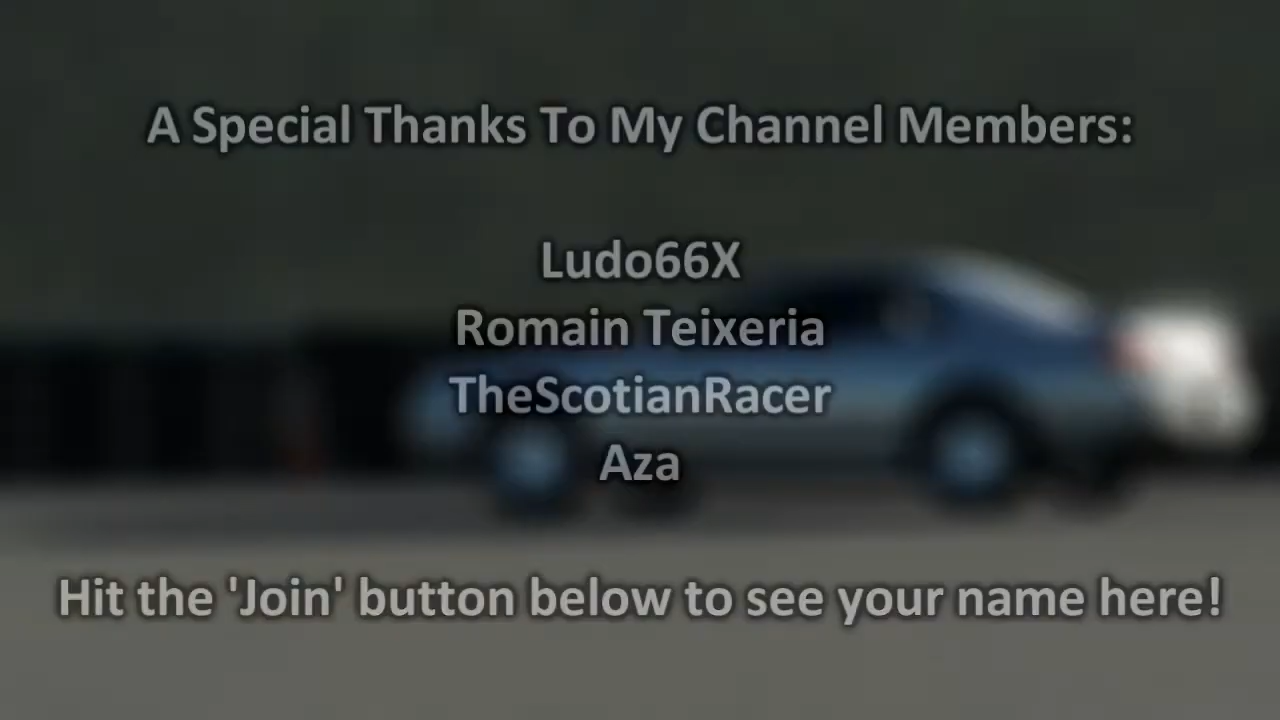 A Special Thanks To My Channel Members:
Ludo66X
Romain Teixeria
TheScotianRacer
Aza
Hit the 'Join' button below to see your name here!